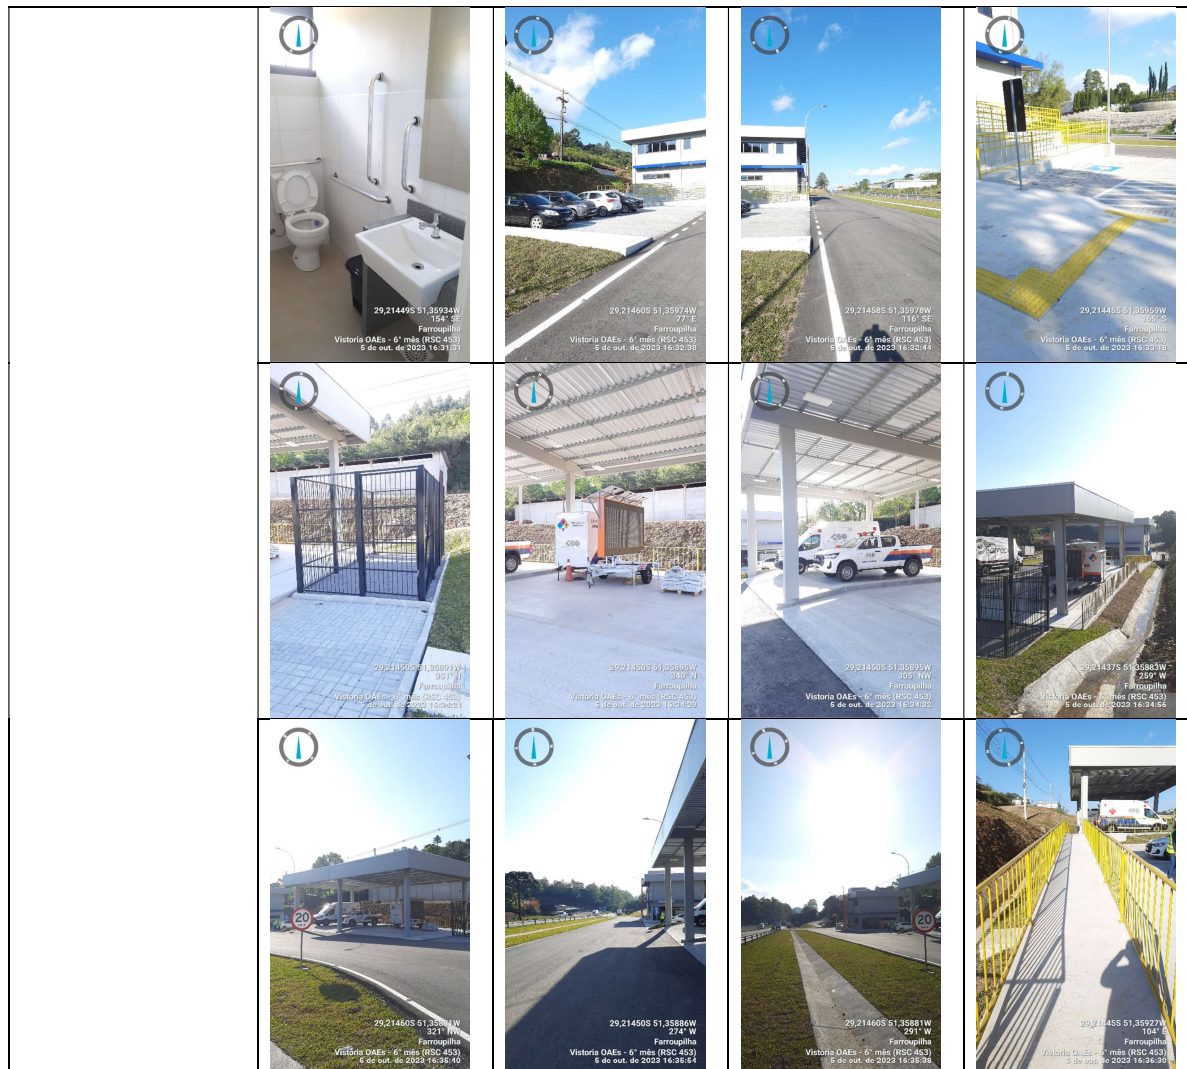 29,21449S 51,35934W
154° SE
Farroupilha
Vistoria OAEs - 6° mês (RSC 453)
5 de out. de 2023 16:31:31
29,21460S 51,35974W
77° E
Farroupilha
Vistoria OAEs - 6° mês (RSC 453)
5 de out. de 2023 16:32:38
29,21458S 51,35978W
116° SE
Farroupilha
Vistoria OAEs - 6° mês (RSC 453)
5 de out. de 2023 16:32:44
29,21445S 51,35959W
165° S
Farroupilha
Vistoria OAEs - 6° mês (RSC 453)
5 de out. de 2023 16:33:18
29,21450S 51,35891W
351° N
Farroupilha
Vistoria OAEs - 6° mês (RSC 453)
5 de out. de 2023 16:34:21
CSG
29,21450S 51,35895W
340° N
Farroupilha
Vistoria OAEs - 6° mês (RSC 453)
5 de out. de 2023 16:34:29
CSG
29,21450S 51,35895W
305° NW
Farroupilha
Vistoria OAEs - 6° mês (RSC 453)
5 de out. de 2023 16:34:32
29,21437S 51,35883W
259° W
Farroupilha
Vistoria OAEs - 6° mês (RSC 453)
5 de out. de 2023 16:34:56
20
29,21460S 51,35881W
321° NW
Farroupilha
Vistoria OAEs - 6° mês (RSC 453)
5 de out. de 2023 16:35:40
29,21450S 51,35886W
274° W
Farroupilha
Vistoria OAEs - 6° mês (RSC 453)
5 de out. de 2023 16:35:54
20
29,21460S 51,35881W
291° W
Farroupilha
Vistoria OAEs - 6° mês (RSC 453)
5 de out. de 2023 16:35:38
CSG
29,21445S 51,35927W
104° E
Farroupilha
Vistoria OAEs - 6° mês (RSC 453)
5 de out. de 2023 16:36:30